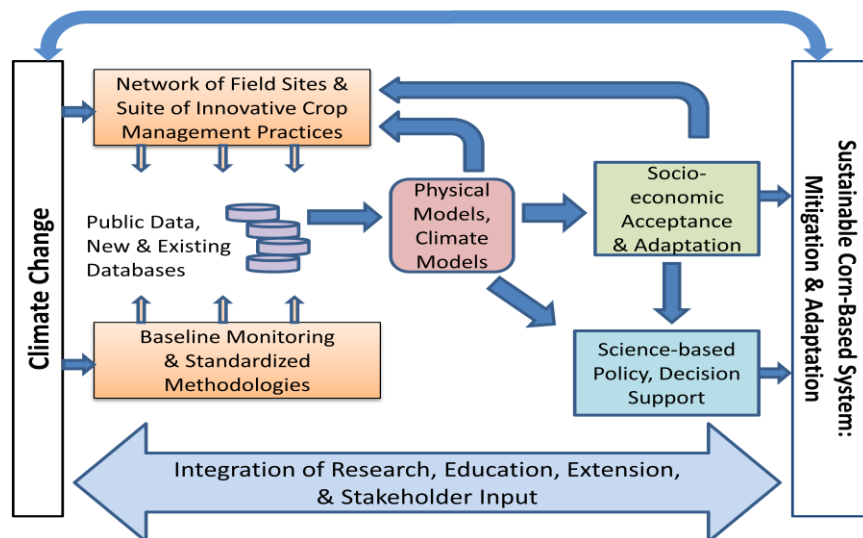 Climate Change
Network of Field Sites &
Suite of Innovative Crop
Management Practices
Public Data,
New & Existing
Databases
Baseline Monitoring
& Standardized
Methodologies
Physical
Models,
Climate
Models
Socio-
economic
Acceptance
& Adaptation
Science-based
Policy, Decision
Support
Sustainable Corn-Based System:
Mitigation & Adaptation
Integration of Research, Education, Extension,
& Stakeholder Input